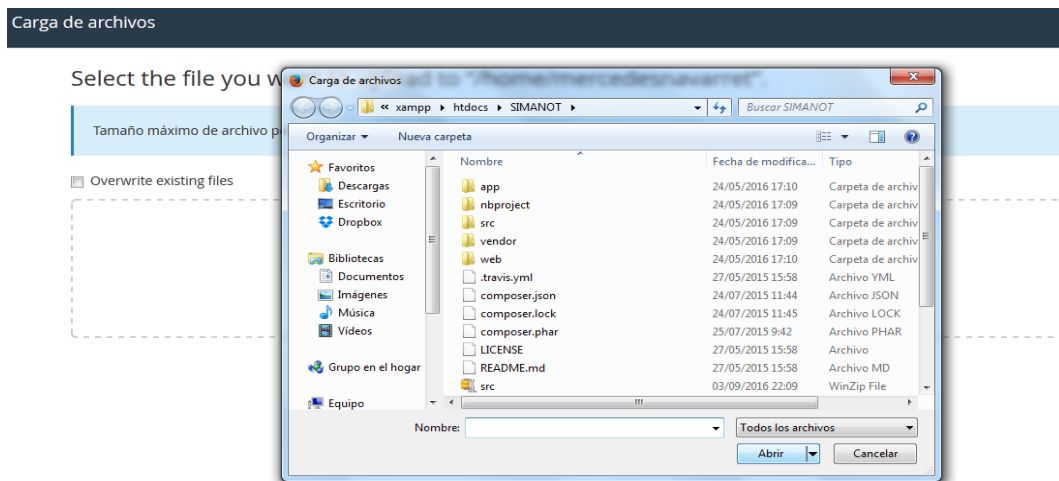 Carga de archivos
Select the file you w
Tamaño máximo de archivo p
Overwrite existing files
Carga de archivos
« xampp ▸ htdocs ▸ SIMANOT ▸
Buscar SIMANOT
Organizar Nueva carpeta
Favoritos
Descargas
Escritorio
Dropbox
Bibliotecas
Documentos
Imágenes
Música
Vídeos
Grupo en el hogar
Equipo
Nombre Fecha de modifica... Tipo
app 24/05/2016 17:10 Carpeta de archiv
nbproject 24/05/2016 17:09 Carpeta de archiv
src 24/05/2016 17:09 Carpeta de archiv
vendor 24/05/2016 17:09 Carpeta de archiv
web 24/05/2016 17:10 Carpeta de archiv
.travis.yml 27/05/2015 15:58 Archivo YML
composer.json 24/07/2015 11:44 Archivo JSON
composer.lock 24/07/2015 11:45 Archivo LOCK
composer.phar 25/07/2015 9:42 Archivo PHAR
LICENSE 27/05/2015 15:58 Archivo
README.md 27/05/2015 15:58 Archivo MD
src 03/09/2016 22:09 WinZip File
Nombre:
Todos los archivos
Abrir
Cancelar